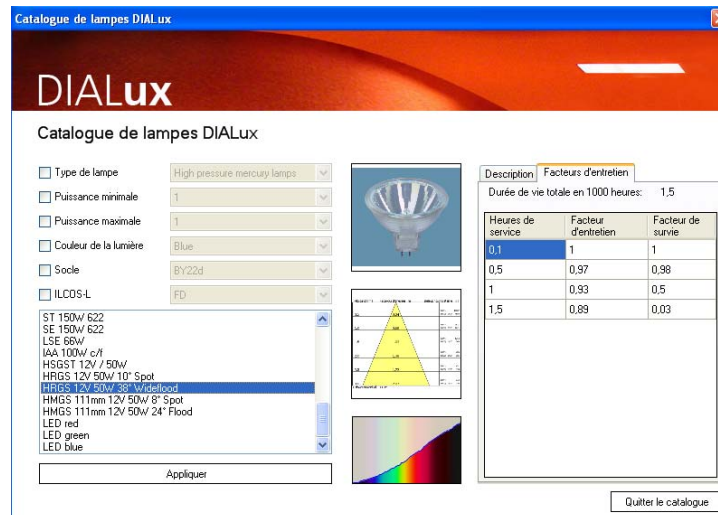 Catalogue de lampes DIALux
DIALux
Catalogue de lampes DIALux
Type de lampe
High pressure mercury lamps
Puissance minimale
1
Puissance maximale
1
Couleur de la lumière
Blue
Socle
BY22d
ILCOS-L
FD
ST 150W 622
SE 150W 622
LSE 66W
IAA 100W c/f
HSGST 12V / 50W
HRGS 12V 50W 10° Spot
HRGS 12V 50W 38° Wideflood
HMGS 111mm 12V 50W 8° Spot
HMGS 111mm 12V 50W 24° Flood
LED red
LED green
LED blue
Appliquer
Description Facteurs d'entretien
Durée de vie totale en 1000 heures: 1,5
Heures de service Facteur d'entretien Facteur de survie
0,1 1 1
0,5 0,97 0,98
1 0,93 0,5
1,5 0,89 0,03
Quitter le catalogue